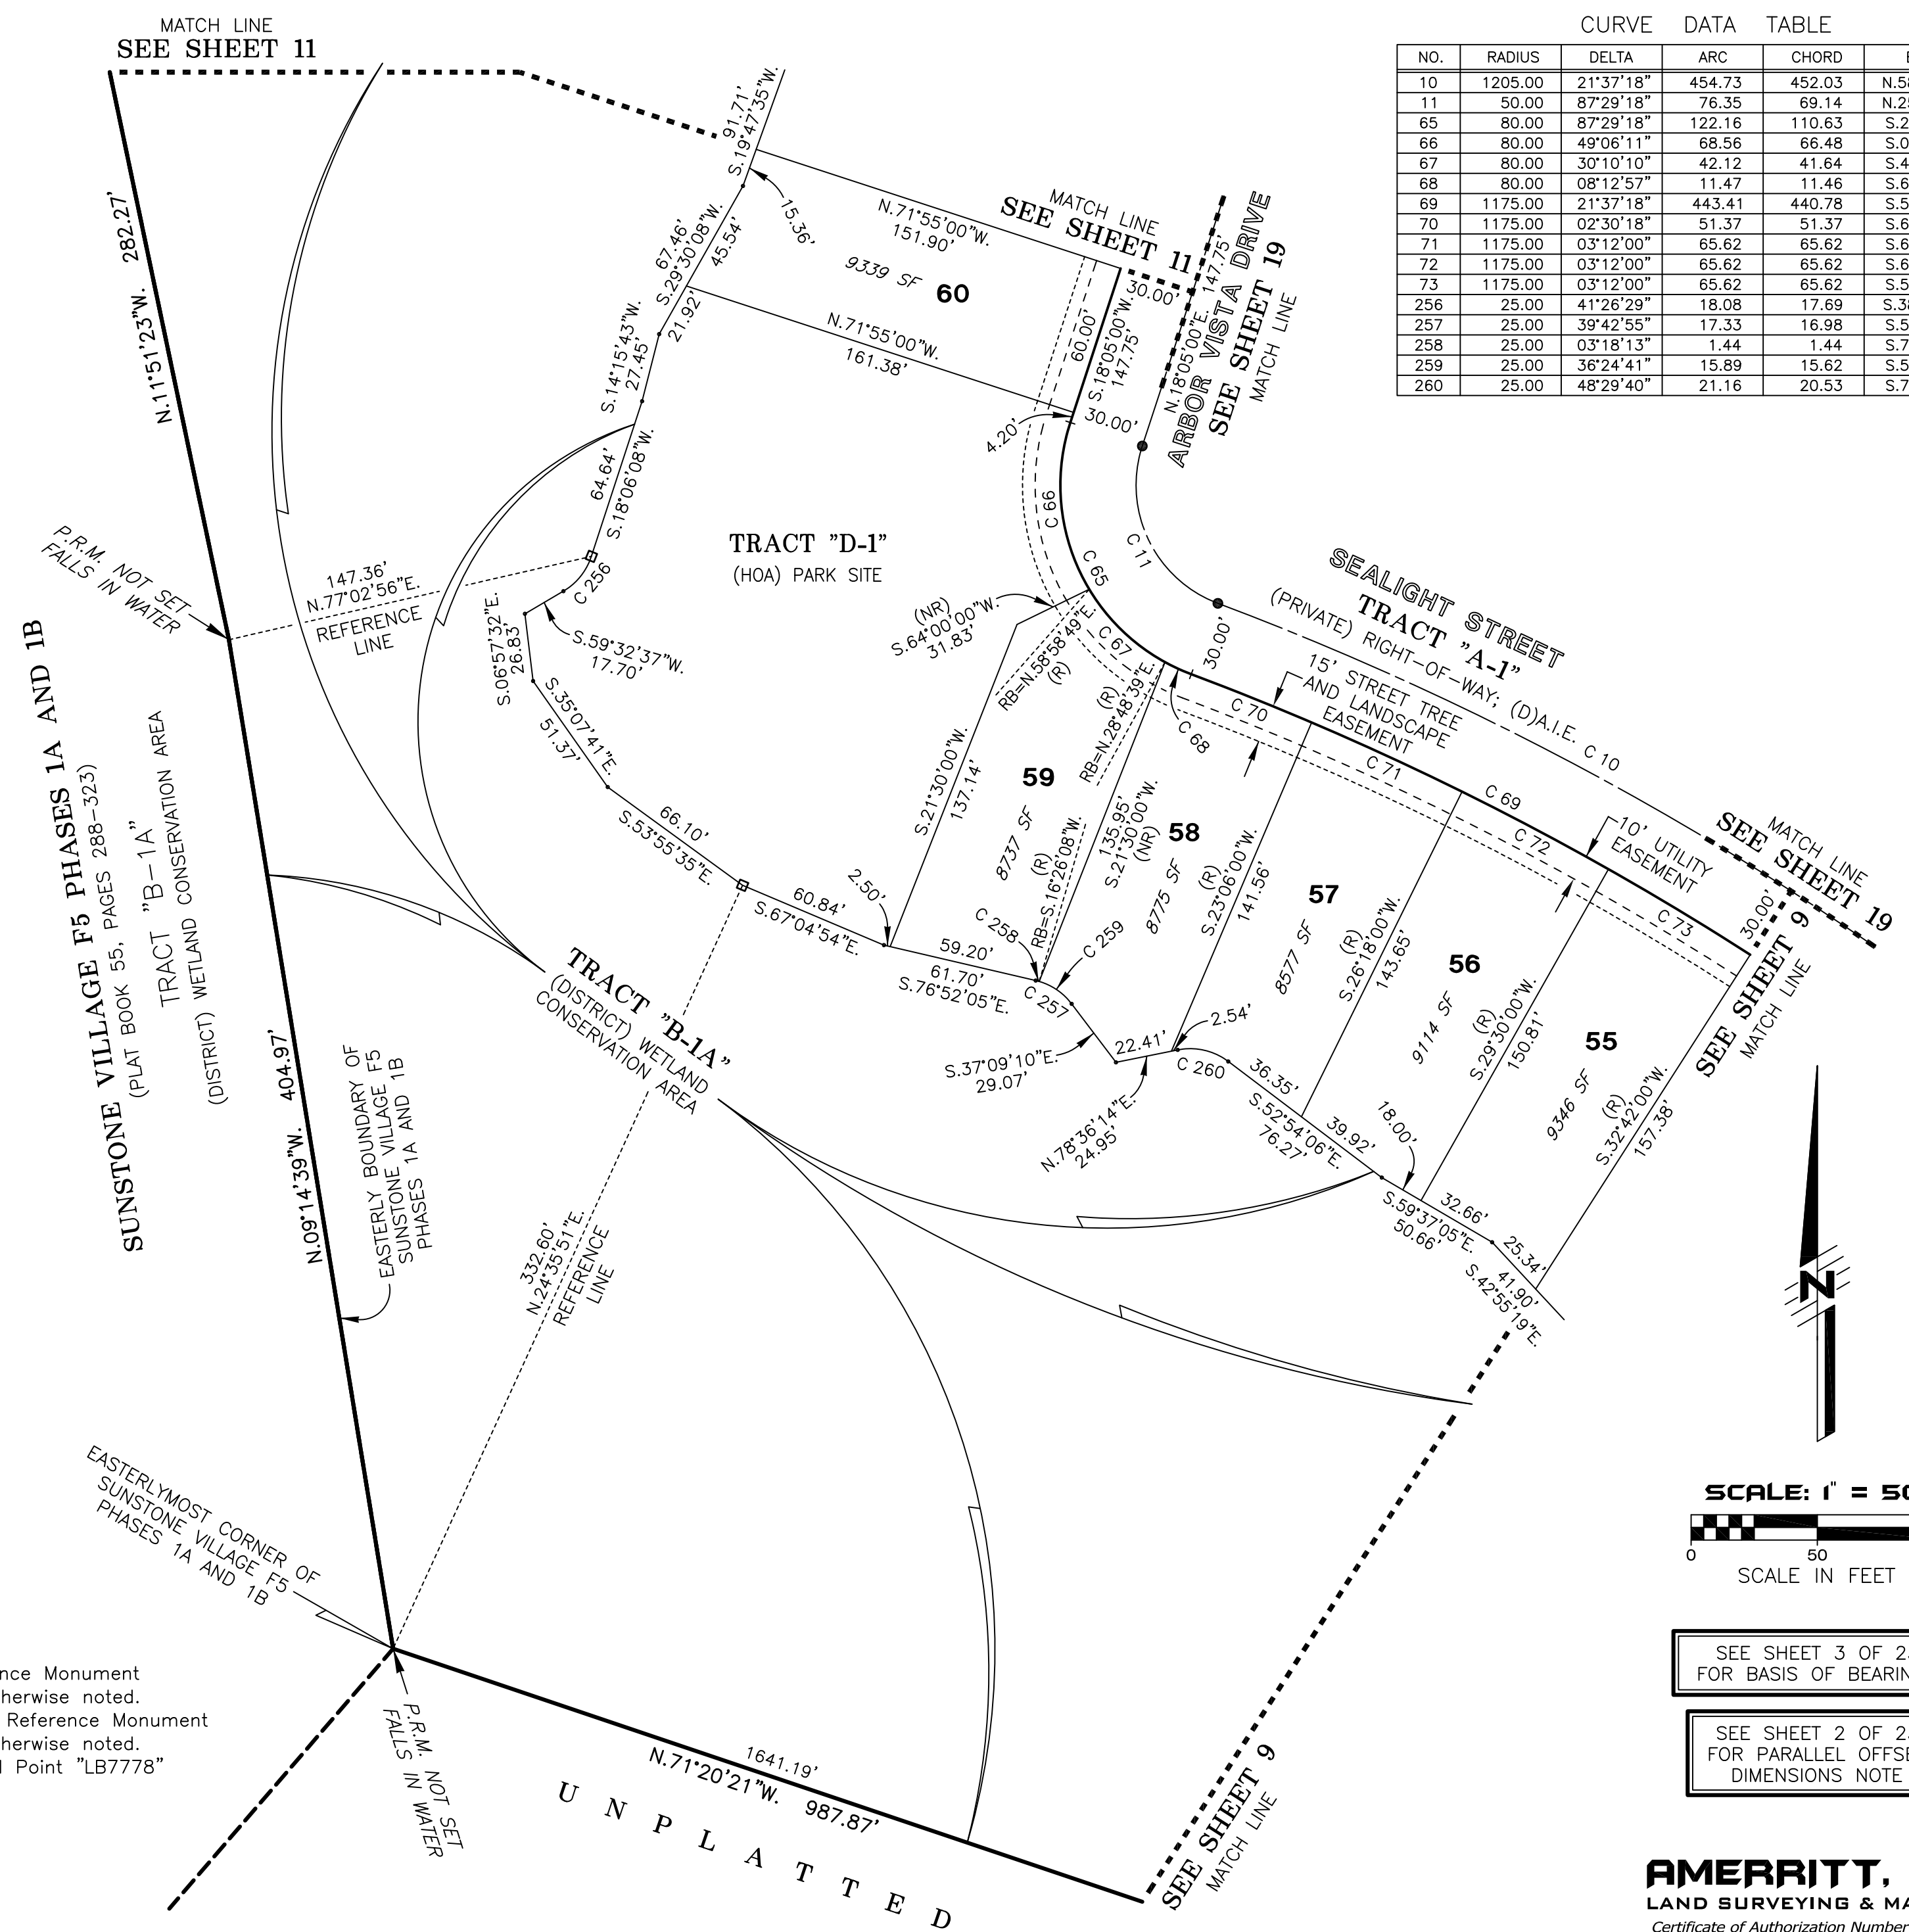 MATCH LINE
SEE SHEET 11
CURVE DATA TABLE
NO. RADIUS DELTA ARC CHORD
10 1205.00 21°37'18" 454.73 452.03
11 50.00 87°29'18" 76.35 69.14
65 80.00 87°29'18" 122.16 110.63
66 80.00 49°06'11" 68.56 66.48
67 80.00 30°10'10" 42.12 41.64
68 80.00 08°12'57" 11.47 11.46
69 1175.00 21°37'18" 443.41 440.78
70 1175.00 02°30'18" 51.37 51.37
71 1175.00 03°12'00" 65.62 65.62
72 1175.00 03°12'00" 65.62 65.62
73 1175.00 03°12'00" 65.62 65.62
256 25.00 41°26'29" 18.08 17.69
257 25.00 39°42'55" 17.33 16.98
258 25.00 03°18'13" 1.44 1.44
259 25.00 36°24'41" 15.89 15.62
260 25.00 48°29'40" 21.16 20.53
N.11°51'23"W. 282.27'
91.71'
S.19°47'35"W.
15.36'
67.46'
S.29°30'08"W.
45.54'
21.92'
S.14°15'43"W.
27.45'
64.64'
S.18°06'08"W.
N.71°55'00"W.
151.90'
9339 SF
60
N.71°55'00"W.
161.38'
MATCH LINE
SEE SHEET 11
30.00'
60.00'
S.18°05'00"W.
147.75'
N.18°05'00"E. 147.75'
ARBOR VISTA DRIVE
SEE SHEET 19
MATCH LINE
30.00'
4.20'
C 66
C 65
C 11
C 67
P.R.M. NOT SET
FALLS IN WATER
147.36'
N.77°02'56"E.
REFERENCE
LINE
C 256
S.59°32'37"W.
17.70'
S.06°57'32"E.
26.83'
S.35°07'41"E.
51.37'
66.10'
S.53°55'35"E.
TRACT "D-1"
(HOA) PARK SITE
(NR)
S.64°00'00"W.
31.83'
RB=N.58°58'49"E.
(R)
(R)
RB=N.28°48'39"E.
SEALIGHT STREET
TRACT "A-1"
(PRIVATE) RIGHT-OF-WAY; (D)A.I.E.
C 10
30.00'
15' STREET TREE
AND LANDSCAPE
EASEMENT
C 68
C 70
C 71
C 69
C 72
C 73
10' UTILITY
EASEMENT
MATCH LINE
SEE SHEET 19
30.00'
SEE SHEET 9
MATCH LINE
S.21°30'00"W.
137.14'
59
8737 SF
(R)
RB=S.16°26'08"W.
135.95'
S.21°30'00"W.
(NR)
58
8775 SF
(R)
S.23°06'00"W.
141.56'
57
8577 SF
(R)
S.26°18'00"W.
143.65'
56
9114 SF
(R)
S.29°30'00"W.
150.81'
55
9346 SF
(R)
S.32°42'00"W.
157.38'
2.50'
60.84'
S.67°04'54"E.
59.20'
61.70'
S.76°52'05"E.
C 258
C 259
C 257
S.37°09'10"E.
29.07'
22.41'
2.54'
C 260
N.78°36'14"E.
24.95'
36.35'
S.52°54'06"E.
76.27'
39.92'
18.00'
32.66'
S.59°37'05"E.
50.66'
25.34'
41.90'
S.42°55'19"E.
SUNSTONE VILLAGE F5 PHASES 1A AND 1B
(PLAT BOOK 55, PAGES 288-323)
TRACT "B-1A"
(DISTRICT) WETLAND CONSERVATION AREA
N.09°14'39"W. 404.97'
EASTERLY BOUNDARY OF
SUNSTONE VILLAGE F5
PHASES 1A AND 1B
TRACT "B-1A"
(DISTRICT) WETLAND
CONSERVATION AREA
332.60'
N.24°35'51"E.
REFERENCE
LINE
EASTERLYMOST CORNER OF
SUNSTONE VILLAGE F5
PHASES 1A AND 1B
P.R.M. NOT SET
FALLS IN WATER
1641.19'
N.71°20'21"W. 987.87'
UNPLATTED
SEE SHEET 9
MATCH LINE
N
SCALE: 1" =
0 50
SCALE IN FEET
SEE SHEET 3 OF
FOR BASIS OF
SEE SHEET 2 OF
FOR PARALLEL
DIMENSIONS NOTE
Monument
noted.
Reference Monument
noted.
Point "LB7778"
AMERRITT,
LAND SURVEYING &
Certificate of Authorization Number